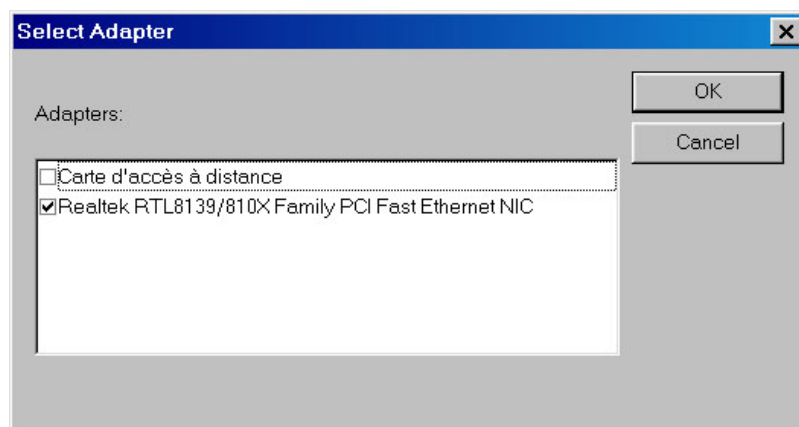 Select Adapter
OK
Adapters:
Cancel
Carte d'accès à distance
Realtek RTL8139/810X Family PCI Fast Ethernet NIC